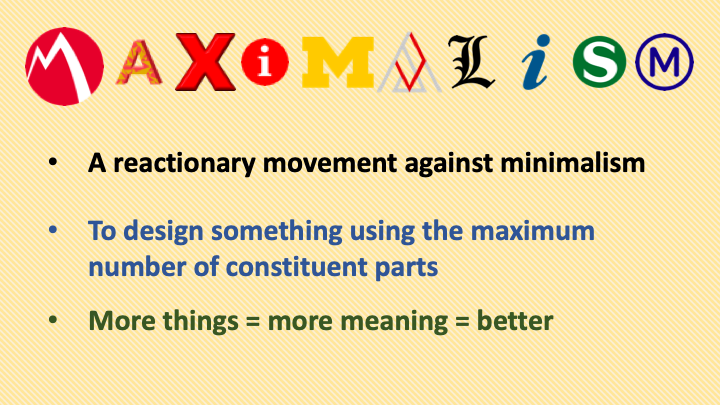 MAXiMALiSM
• A reactionary movement against minimalism
• To design something using the maximum
number of constituent parts
• More things = more meaning = better